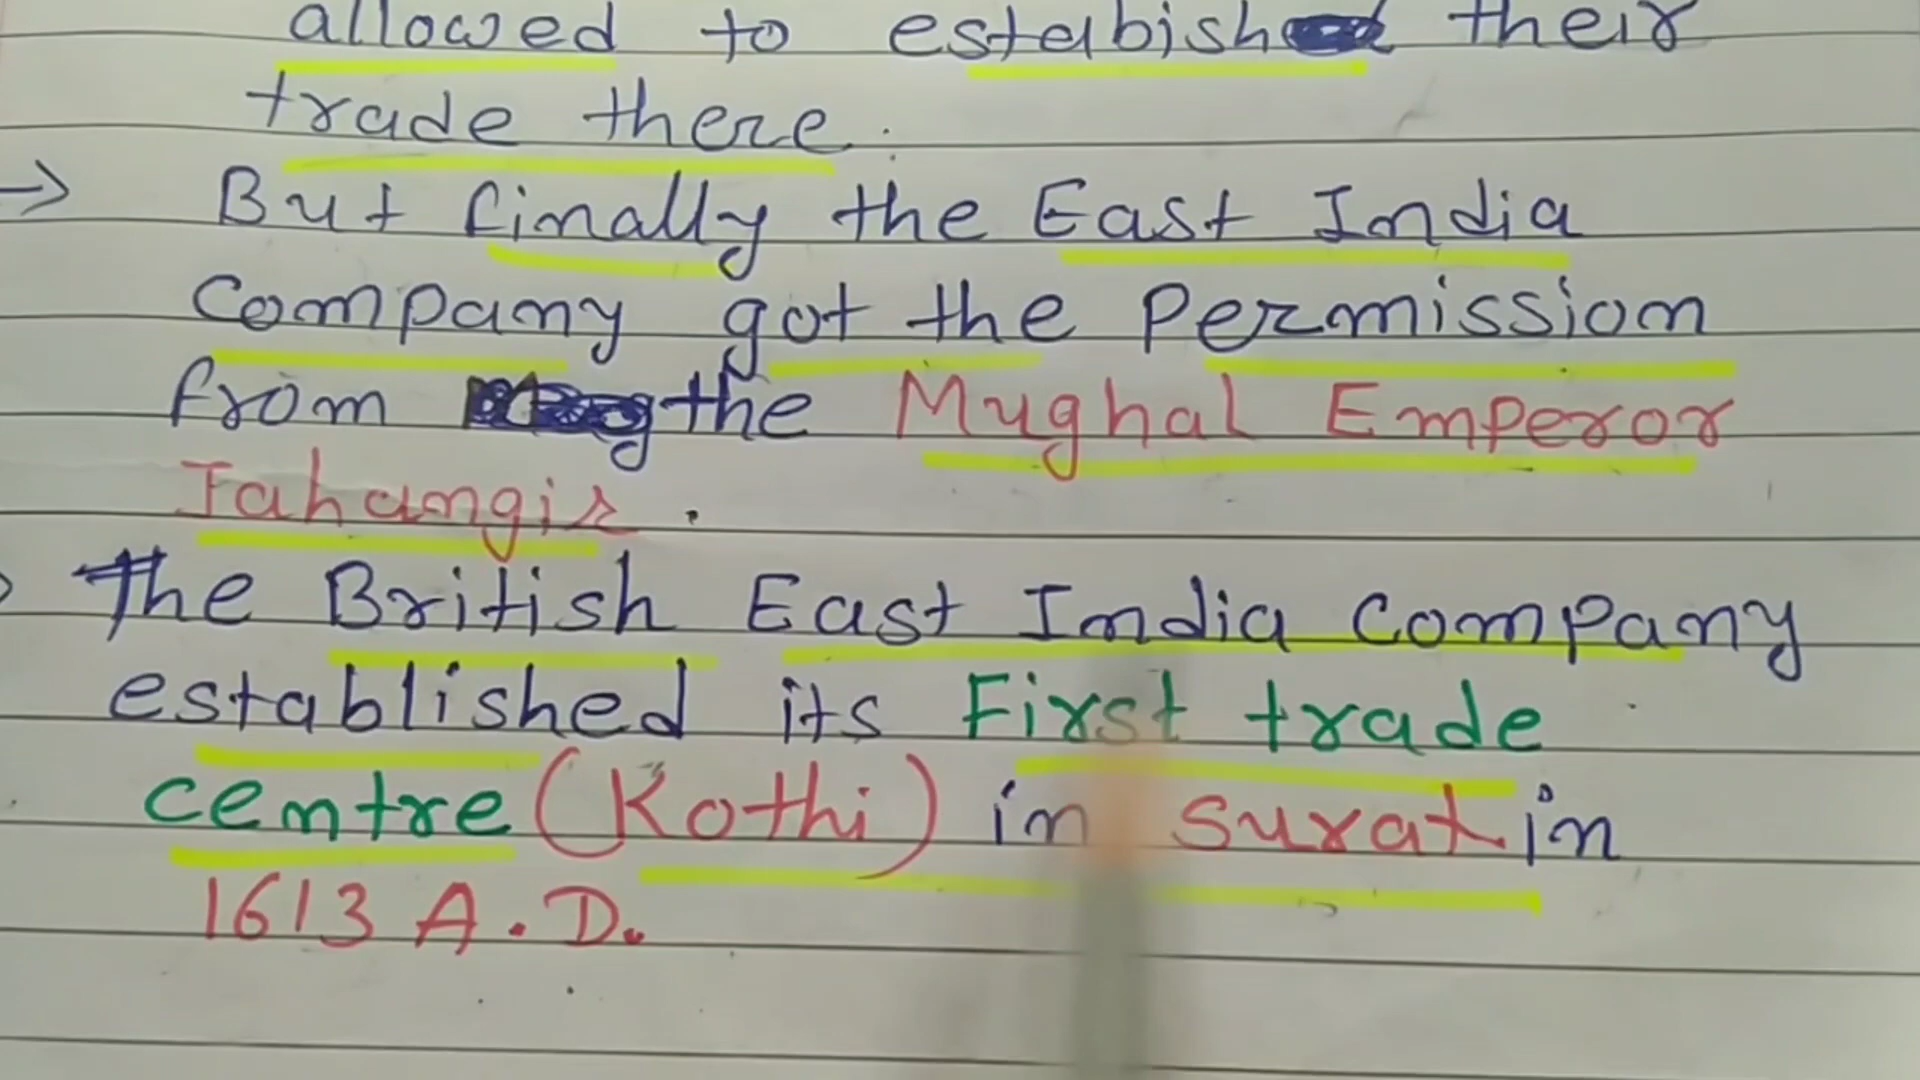 allowed to estabish their
trade there.
→ But finally the East India
Company got the permission
from the Mughal Emperor
Jahangir.
The British East India Company
established its First trade
centre (Kothi) in surat in
1613 A.D.